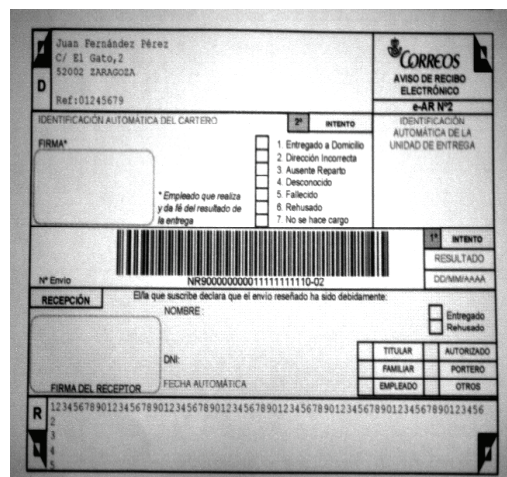 Juan Fernández Pérez
C/ El Gato,2
52002 ZARAGOZA
D
Ref:01245679
CORREOS
AVISO DE RECIBO
ELECTRÓNICO
e-AR Nº2
IDENTIFICACIÓN AUTOMÁTICA DEL CARTERO
2º INTENTO
IDENTIFICACIÓN
AUTOMÁTICA DE LA
UNIDAD DE ENTREGA
FIRMA*
1. Entregado a Domicilio
2. Dirección Incorrecta
3. Ausente Reparto
4. Desconocido
5. Fallecido
6. Rehusado
7. No se hace cargo
* Empleado que realiza
y da fé del resultado de
la entrega
1º INTENTO
RESULTADO
DD/MM/AAAA
Nº Envio
NR90000000011111111110-02
RECEPCIÓN
El/la que suscribe declara que el envío reseñado ha sido debidamente:
NOMBRE:
Entregado
Rehusado
DNI:
TITULAR AUTORIZADO
FAMILIAR PORTERO
EMPLEADO OTROS
FIRMA DEL RECEPTOR
FECHA AUTOMÁTICA
R
1234567890123456789012345678901234567890123456789012345678901234567890123456
2
3
4
5